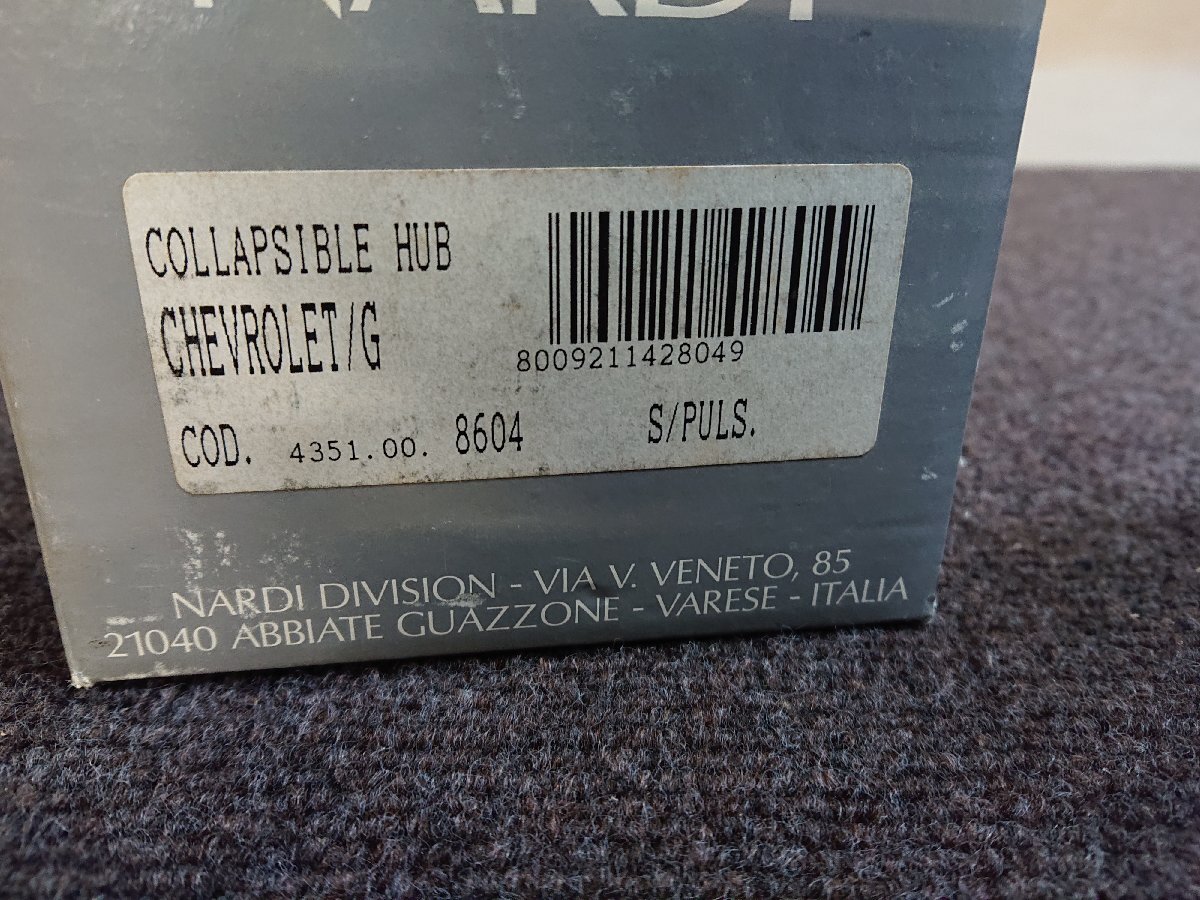 NARDI
COLLAPSIBLE HUB
CHEVROLET/G
8009211428049
COD. 4351.00. 8604 S/PULS.
NARDI DIVISION - VIA V. VENETO, 85
21040 ABBIATE GUAZZONE - VARESE - ITALIA